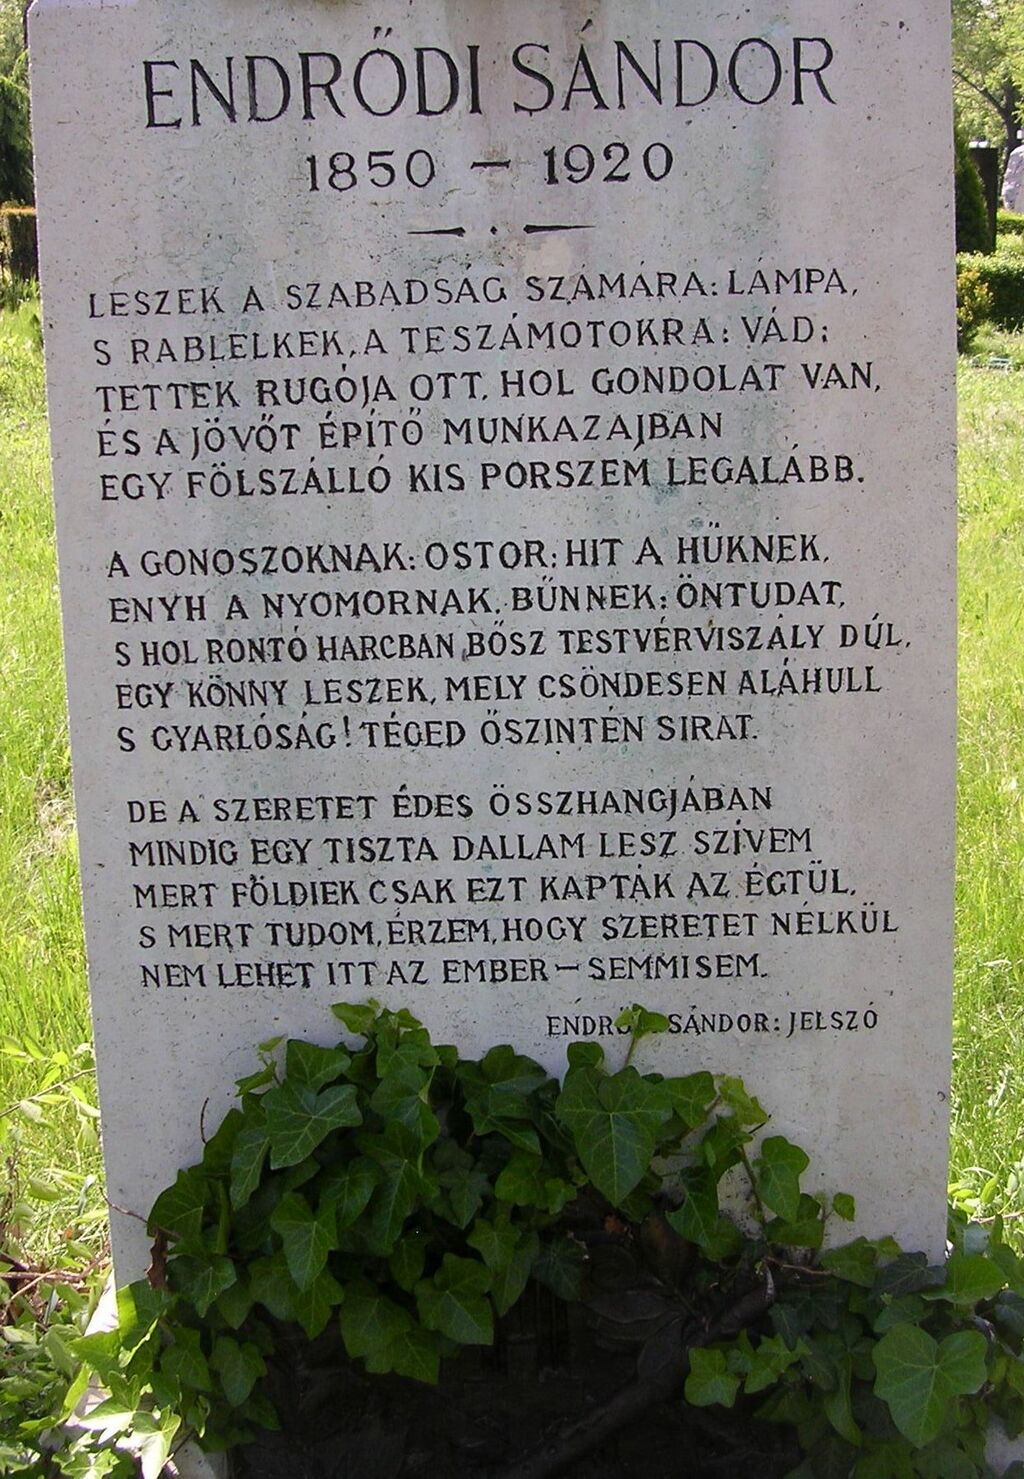 ENDRŐDI SÁNDOR
1850 – 1920
LESZEK A SZABADSÁG SZÁMÁRA: LÁMPA,
S RABLELKEK, A TESZÁMOTOKRA: VÁD;
TETTEK RUGÓJA OTT, HOL GONDOLAT VAN,
ÉS A JÖVŐT ÉPÍTŐ MUNKAZAJBAN
EGY FÖLSZÁLLÓ KIS PORSZEM LEGALÁBB.
A GONOSZOKNAK: OSTOR: HIT A HŰKNEK,
ENYH A NYOMORNAK, BŰNNEK: ÖNTUDAT,
S HOL RONTÓ HARCBAN BŐSZ TESTVÉRVISZÁLY DÚL,
EGY KÖNNY LESZEK, MELY CSÖNDESEN ALÁHULL
S GYARLÓSÁG! TÉGED ŐSZINTÉN SIRAT.
DE A SZERETET ÉDES ÖSSZHANGJÁBAN
MINDIG EGY TISZTA DALLAM LESZ SZÍVEM
MERT FÖLDIEK CSAK EZT KAPTÁK AZ ÉGTŰL,
S MERT TUDOM, ÉRZEM, HOGY SZERETET NÉLKÜL
NEM LEHET ITT AZ EMBER – SEMMISEM.
SÁNDOR: JELSZÓ